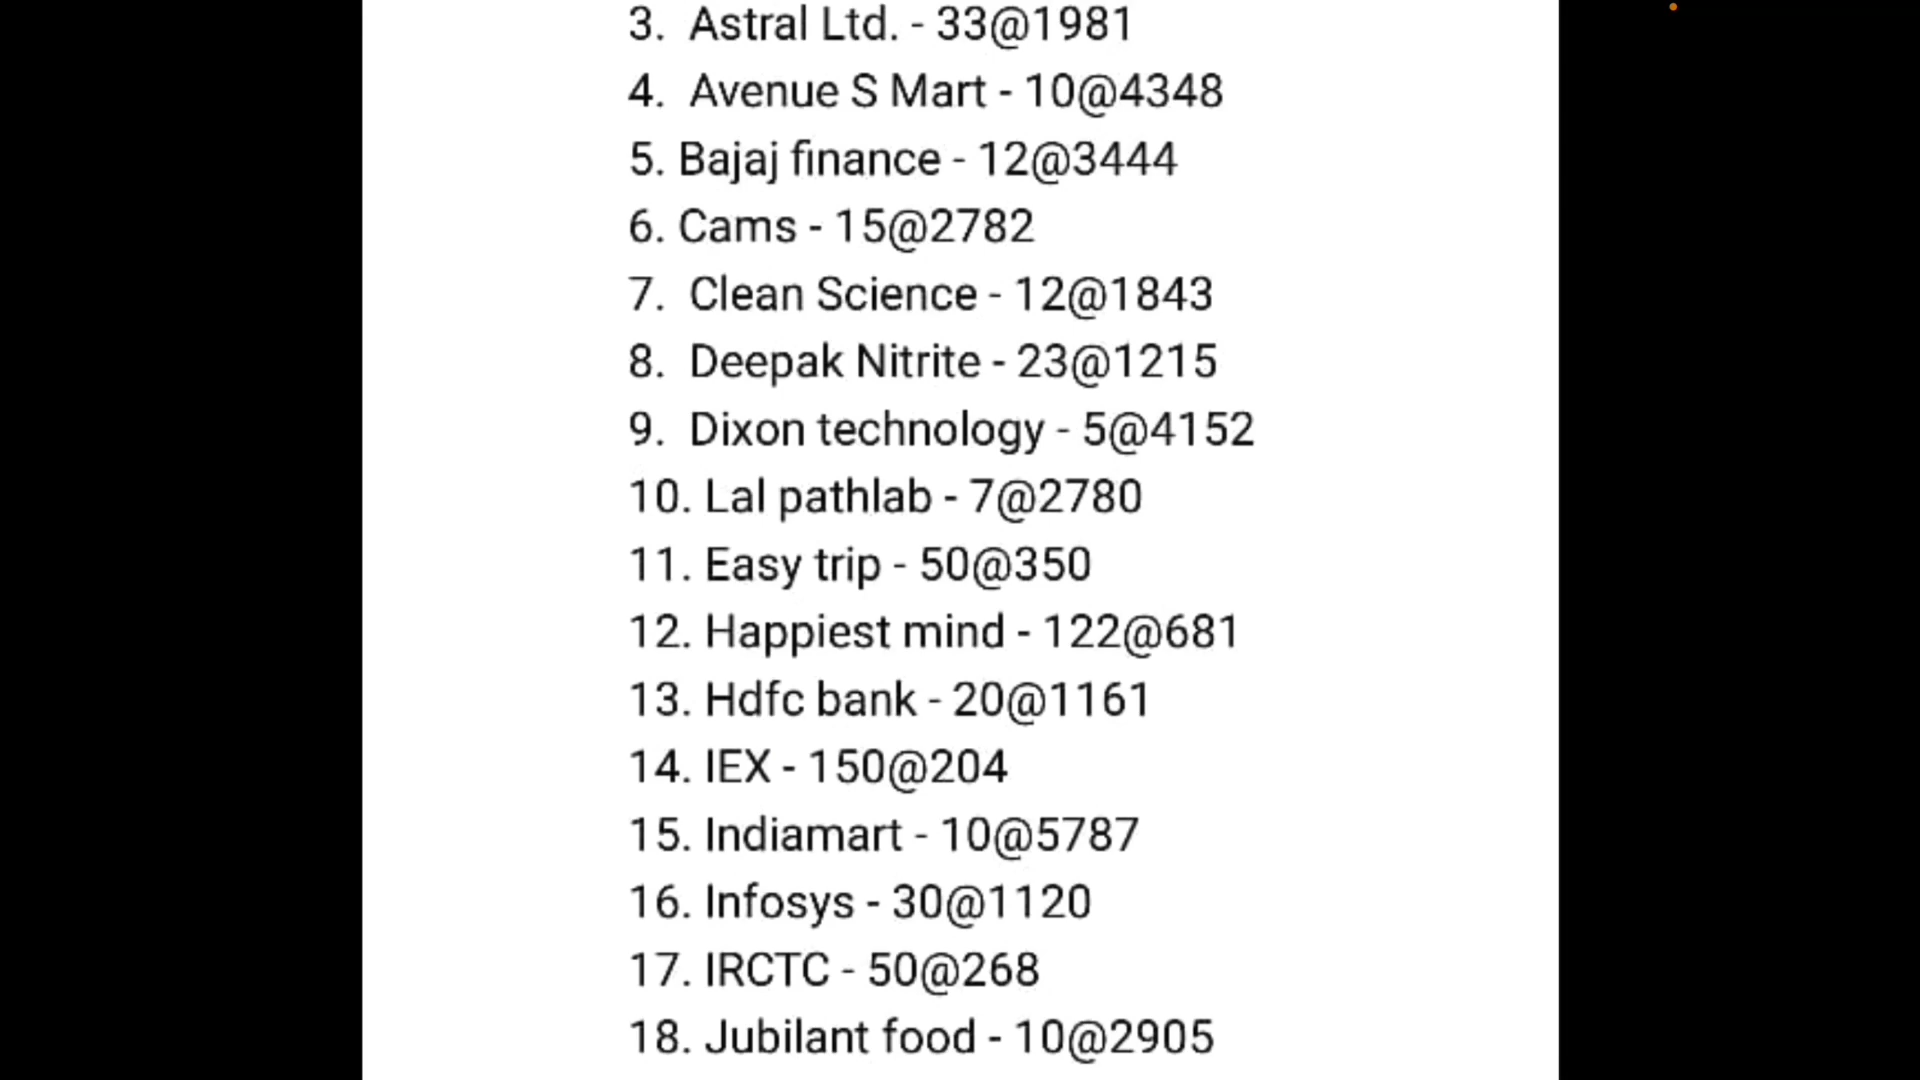 3. Astral Ltd. - 33@1981
4. Avenue S Mart - 10@4348
5. Bajaj finance - 12@3444
6. Cams - 15@2782
7. Clean Science - 12@1843
8. Deepak Nitrite - 23@1215
9. Dixon technology - 5@4152
10. Lal pathlab - 7@2780
11. Easy trip - 50@350
12. Happiest mind - 122@681
13. Hdfc bank - 20@1161
14. IEX - 150@204
15. Indiamart - 10@5787
16. Infosys - 30@1120
17. IRCTC - 50@268
18. Jubilant food - 10@2905